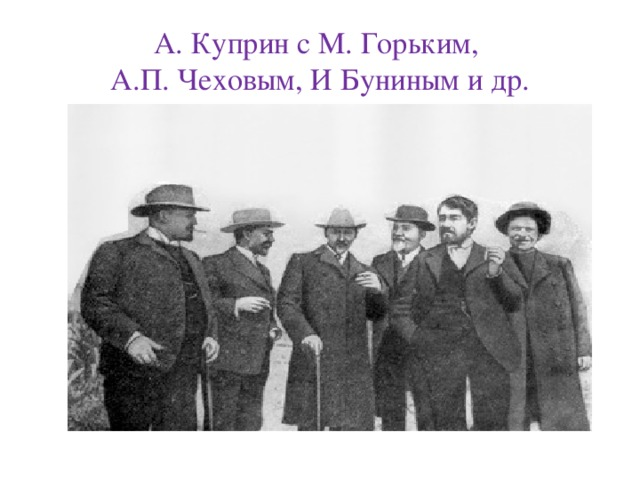 А. Куприн с М. Горьким,
А.П. Чеховым, И Буниным и др.